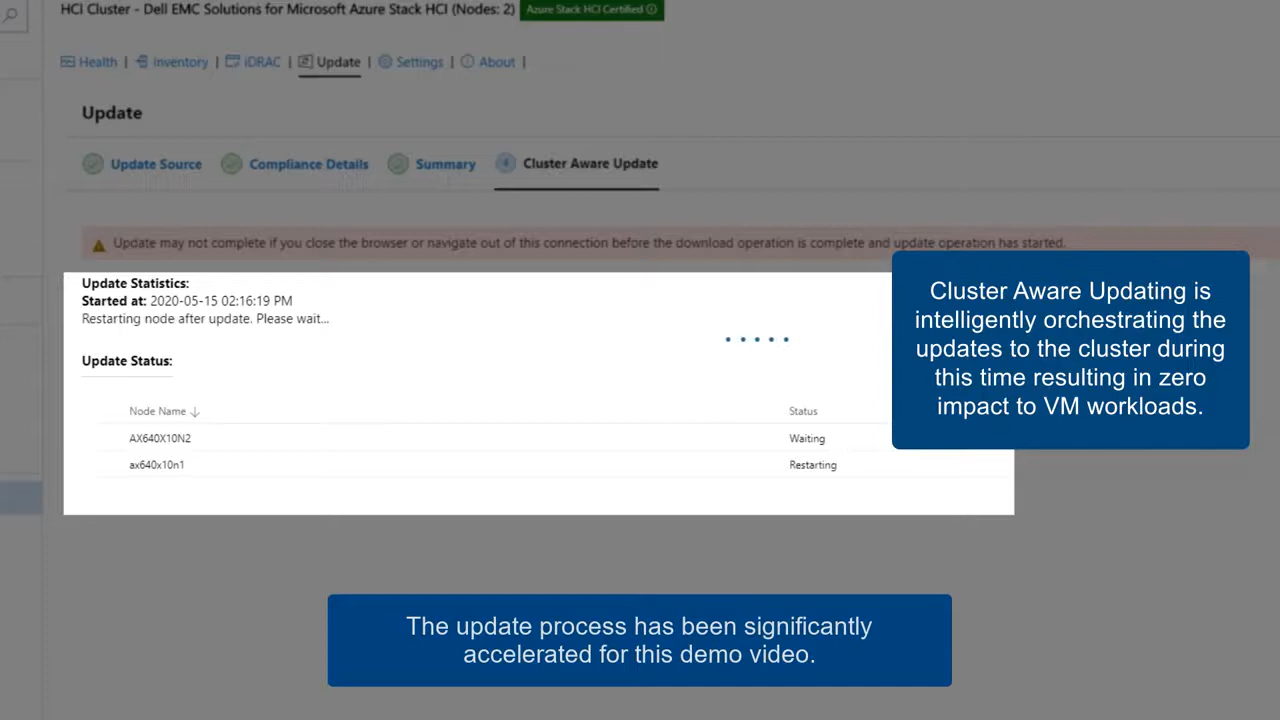 HCI Cluster - Dell EMC Solutions for Microsoft Azure Stack HCI (Nodes: 2) Azure Stack HCI Certified
Health | Inventory | iDRAC | Update | Settings | About |
Update
Update Source Compliance Details Summary 4 Cluster Aware Update
Update may not complete if you close the browser or navigate out of this connection before the download operation is complete and update operation has started.
Update Statistics:
Started at: 2020-05-15 02:16:19 PM
Restarting node after update. Please wait...
Update Status:
Node Name Status
AX640X10N2 Waiting
ax640x10n1 Restarting
Cluster Aware Updating is
intelligently orchestrating the
updates to the cluster during
this time resulting in zero
impact to VM workloads.
The update process has been significantly
accelerated for this demo video.